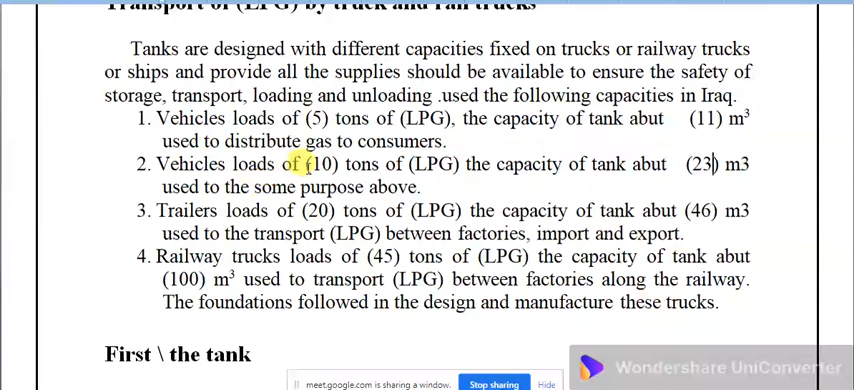 Transport of (LPG) by truck and rail trucks
Tanks are designed with different capacities fixed on trucks or railway trucks
or ships and provide all the supplies should be available to ensure the safety of
storage, transport, loading and unloading .used the following capacities in Iraq.
1. Vehicles loads of (5) tons of (LPG), the capacity of tank abut (11) m³
used to distribute gas to consumers.
2. Vehicles loads of (10) tons of (LPG) the capacity of tank abut (23) m3
used to the some purpose above.
3. Trailers loads of (20) tons of (LPG) the capacity of tank abut (46) m3
used to the transport (LPG) between factories, import and export.
4. Railway trucks loads of (45) tons of (LPG) the capacity of tank abut
(100) m³ used to transport (LPG) between factories along the railway.
The foundations followed in the design and manufacture these trucks.
First \ the tank
meet.google.com is sharing a window. Stop sharing Hide
Wondershare UniConverter